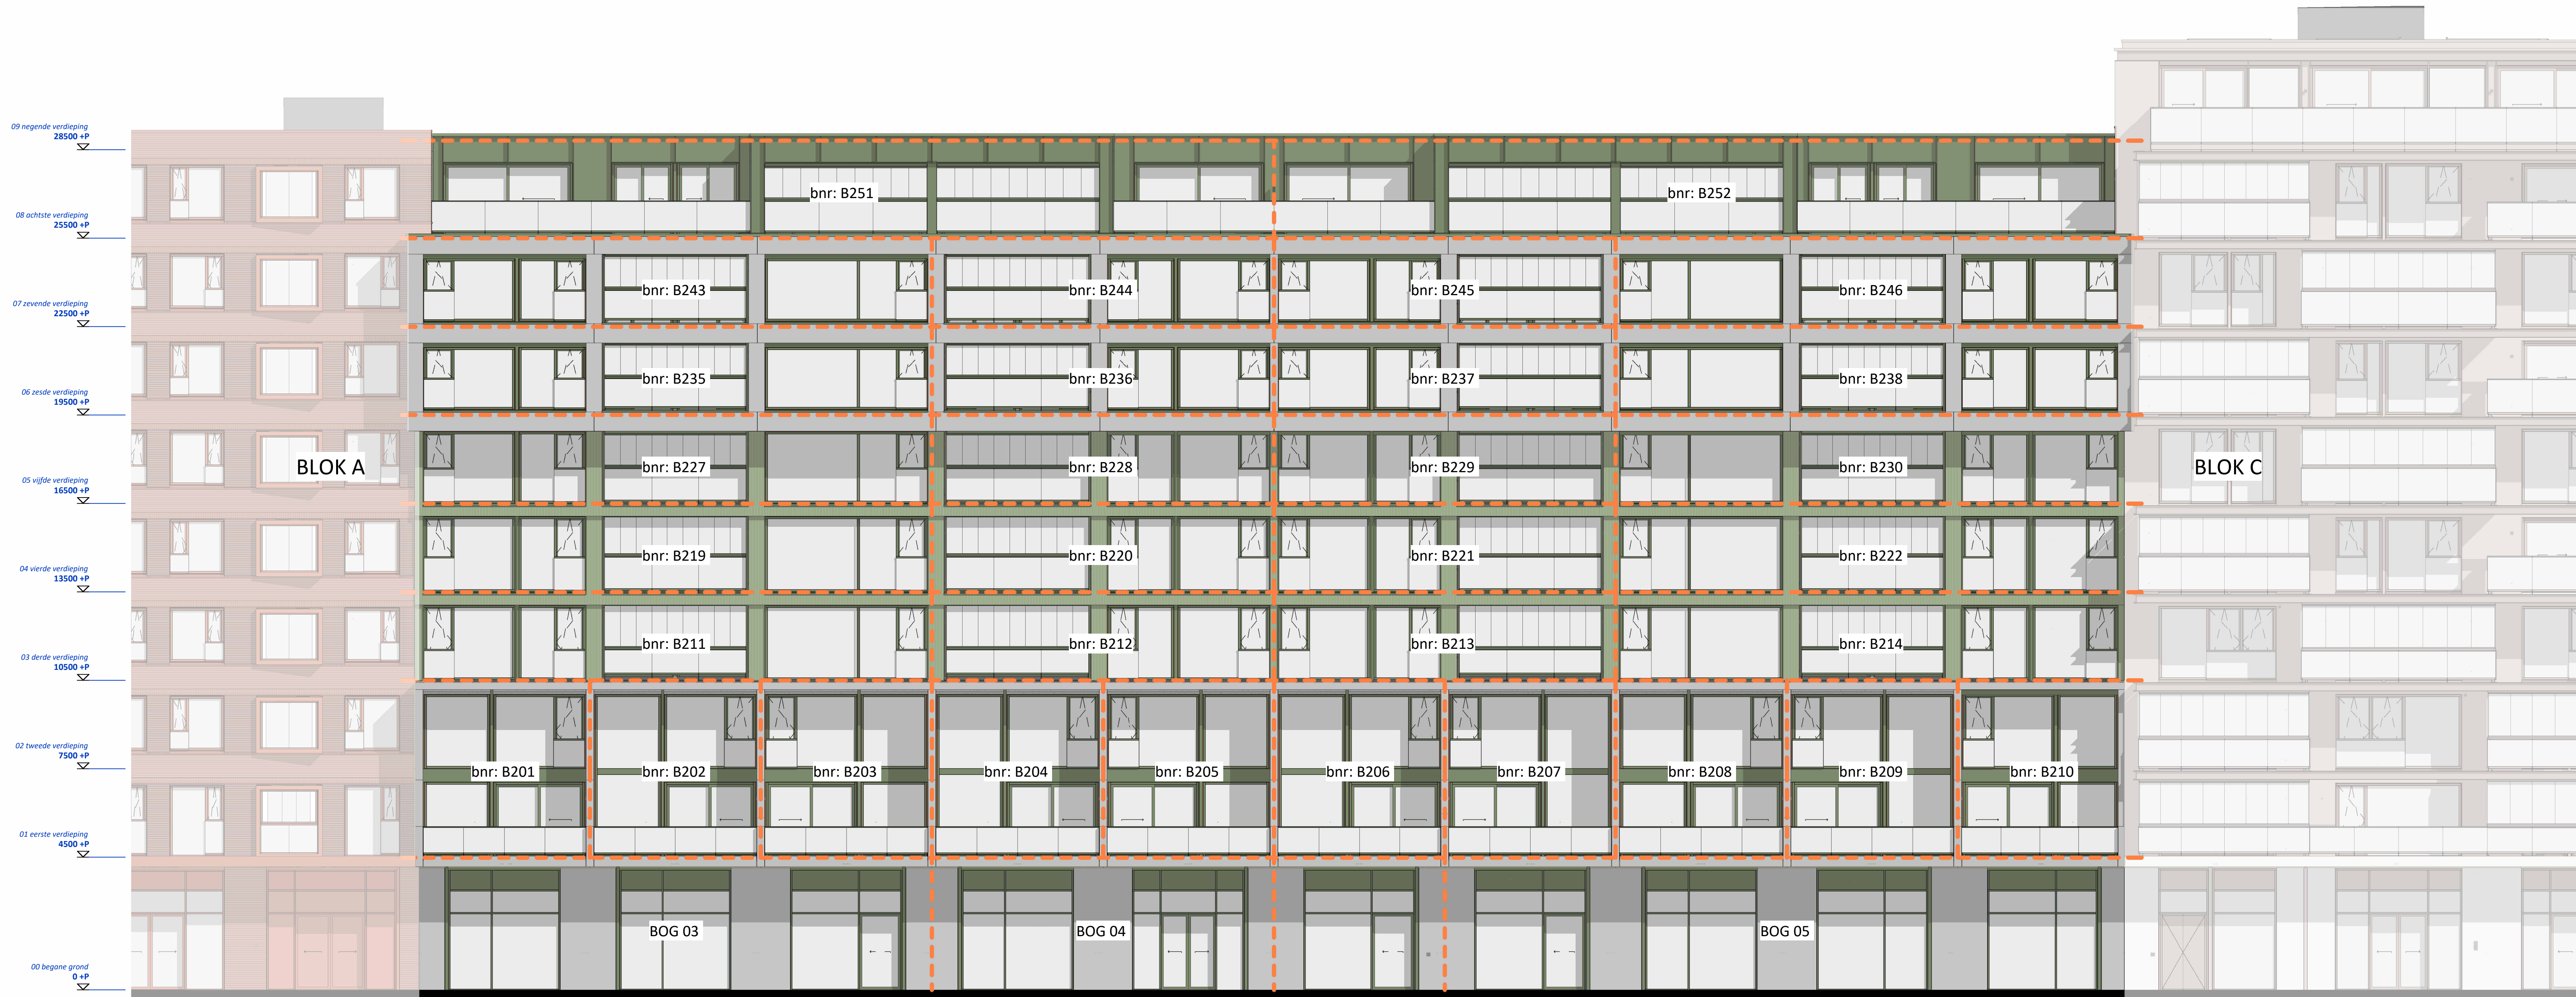 09 negende verdieping
28500 +P
bnr: B251
bnr: B252
08 achtste verdieping
25500 +P
bnr: B243
bnr: B244
bnr: B245
bnr: B246
07 zevende verdieping
22500 +P
bnr: B235
bnr: B236
bnr: B237
bnr: B238
06 zesde verdieping
19500 +P
BLOK A
bnr: B227
bnr: B228
bnr: B229
bnr: B230
BLOK C
05 vijfde verdieping
16500 +P
bnr: B219
bnr: B220
bnr: B221
bnr: B222
04 vierde verdieping
13500 +P
bnr: B211
bnr: B212
bnr: B213
bnr: B214
03 derde verdieping
10500 +P
02 tweede verdieping
7500 +P
bnr: B201
bnr: B202
bnr: B203
bnr: B204
bnr: B205
bnr: B206
bnr: B207
bnr: B208
bnr: B209
bnr: B210
01 eerste verdieping
4500 +P
BOG 03
BOG 04
BOG 05
00 begane grond
0 +P